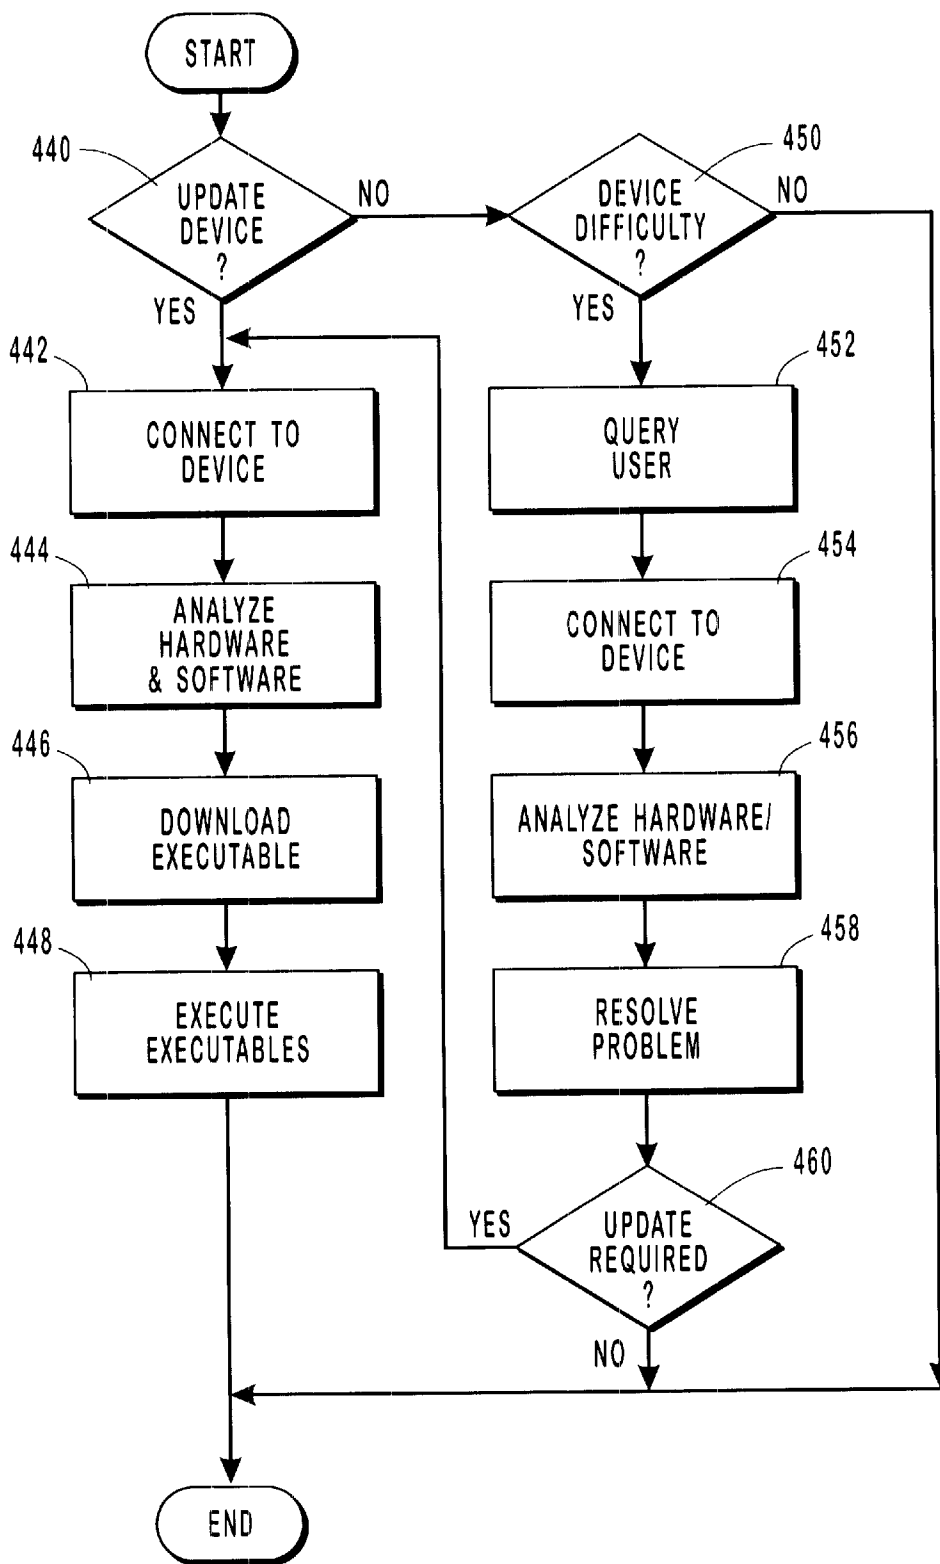 START
440
UPDATE
DEVICE
?
NO
YES
450
DEVICE
DIFFICULTY
?
NO
YES
442
CONNECT TO
DEVICE
452
QUERY
USER
444
ANALYZE
HARDWARE
& SOFTWARE
454
CONNECT TO
DEVICE
446
DOWNLOAD
EXECUTABLE
456
ANALYZE HARDWARE/
SOFTWARE
448
EXECUTE
EXECUTABLES
458
RESOLVE
PROBLEM
460
UPDATE
REQUIRED
?
YES
NO
END